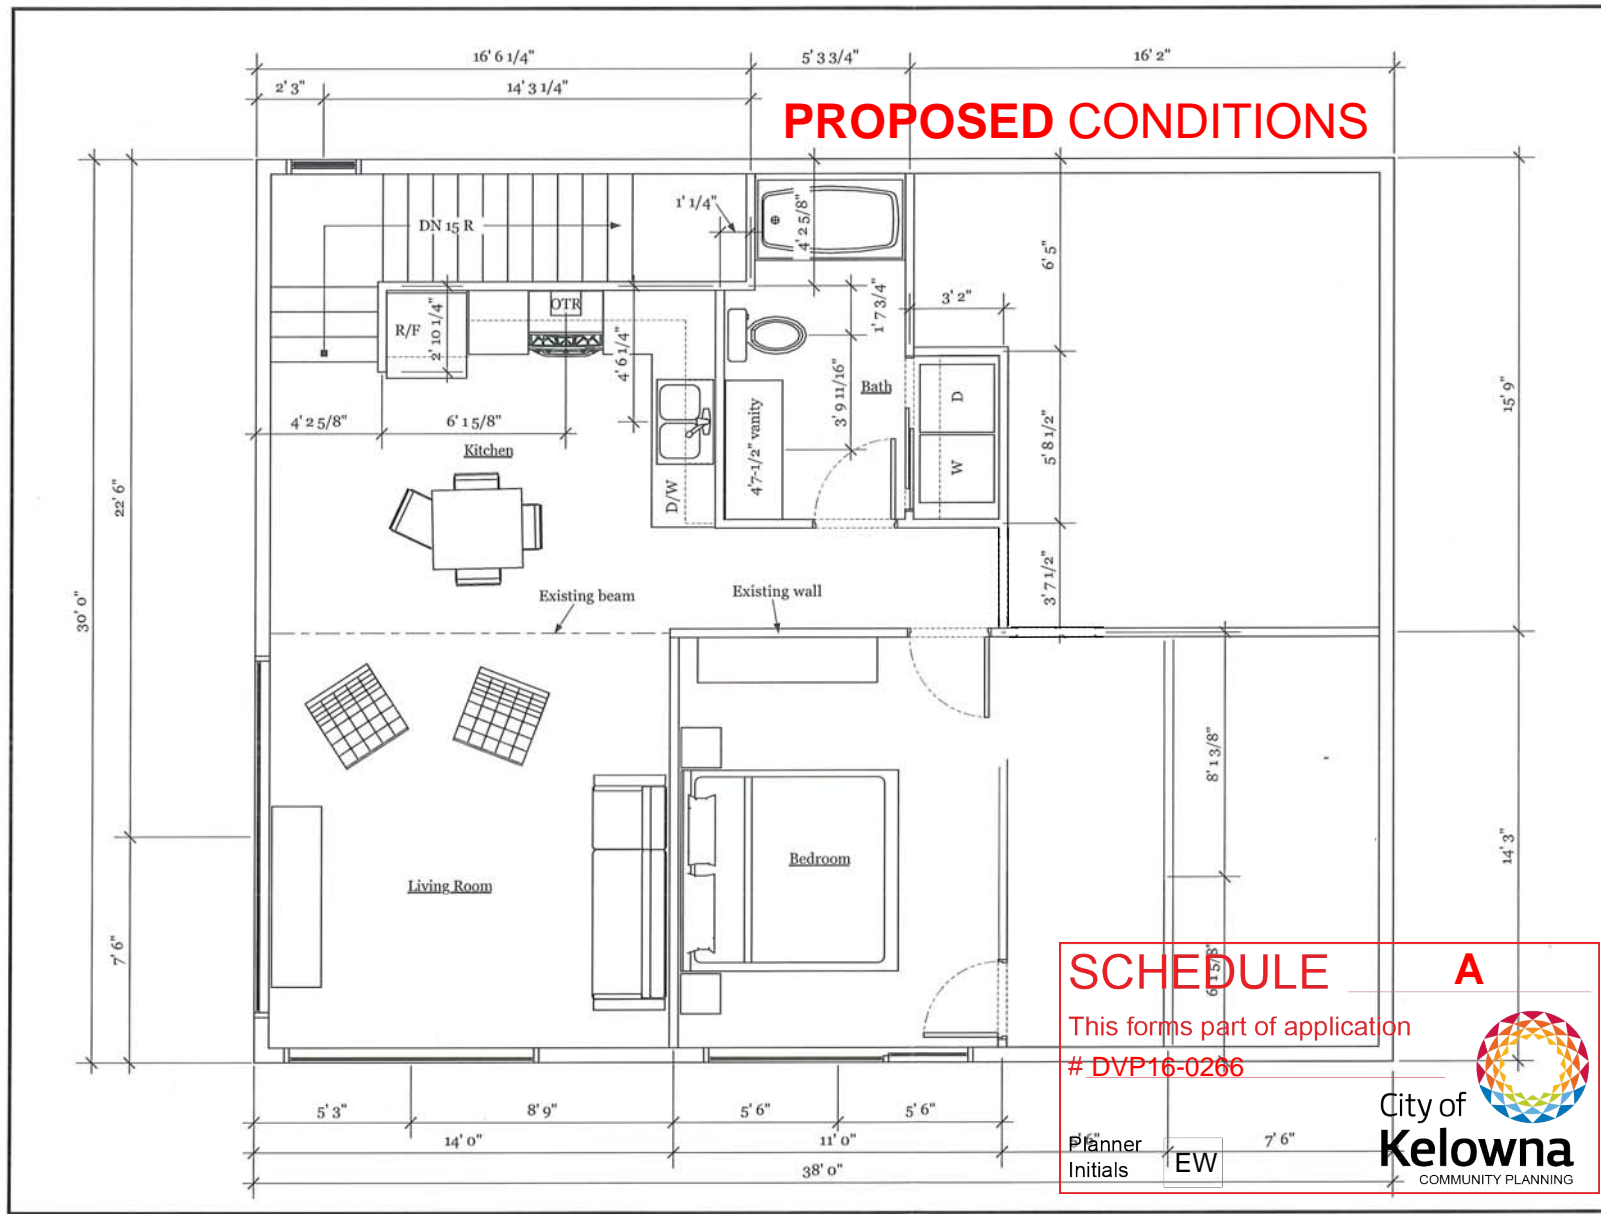 16' 6 1/4"
5' 3 3/4"
16' 2"
2' 3"
14' 3 1/4"
PROPOSED CONDITIONS
DN 15 R
1' 1/4"
4' 2 5/8"
6' 5"
R/F
2' 10 1/4"
OTR
4' 6 1/4"
1' 7 3/4"
3' 2"
3' 9 11/16"
Bath
D
W
5' 8 1/2"
15' 9"
4' 2 5/8"
6' 1 5/8"
Kitchen
4'7-1/2" vanity
D/W
22' 6"
30' 0"
3' 7 1/2"
Existing beam
Existing wall
8' 1 3/8"
14' 3"
Bedroom
Living Room
7' 6"
6' 1 5/8"
SCHEDULE A
This forms part of application
# DVP16-0266
City of
Kelowna
COMMUNITY PLANNING
Planner
Initials
EW
5' 3"
8' 9"
5' 6"
5' 6"
14' 0"
11' 0"
7' 6"
38' 0"